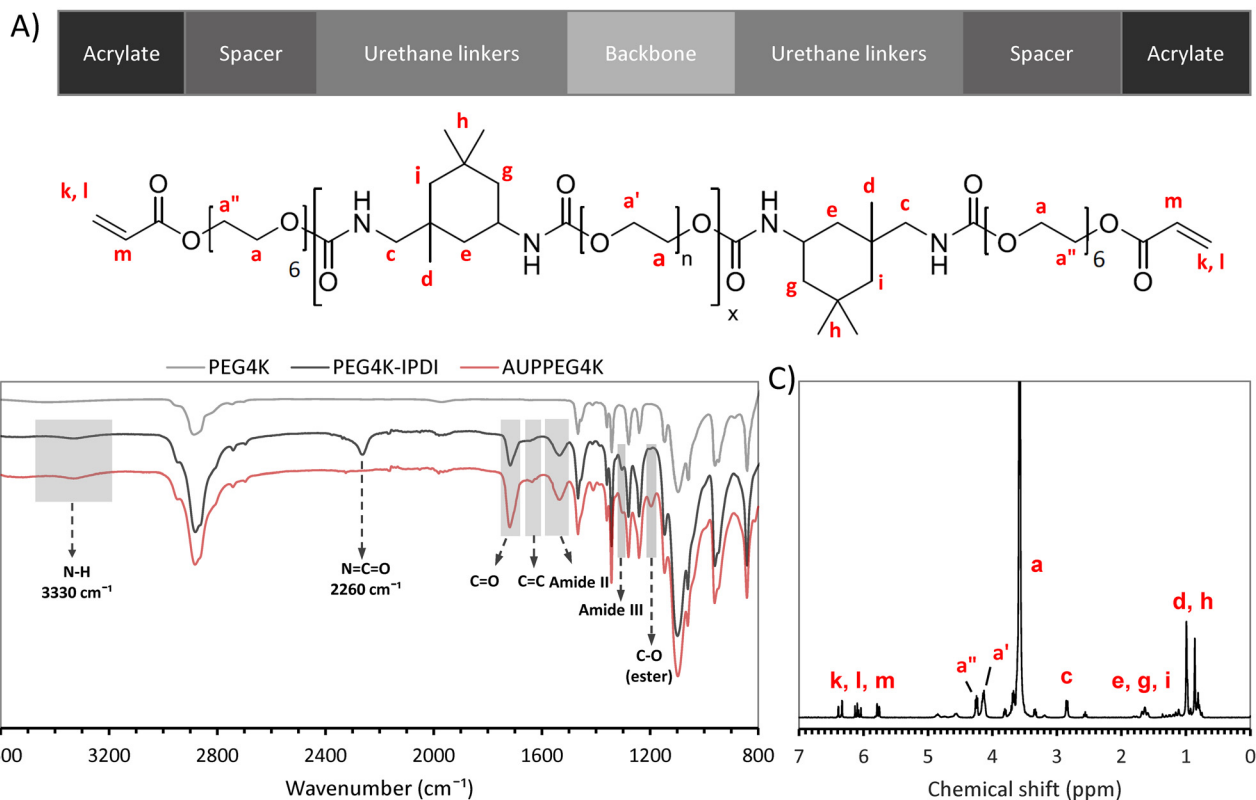 A)
Acrylate Spacer Urethane linkers Backbone Urethane linkers Spacer Acrylate
h
i g d
k, l O a" O H N O a' O H N e c O a O m
m O a 6 O c d e N H O a n O x g i N H O a" 6 O k, l
h
PEG4K PEG4K-IPDI AUPPEG4K
N-H
3330 cm⁻¹
N=C=O
2260 cm⁻¹
C=O C=C Amide II
Amide III
C-O
(ester)
3200 2800 2400 2000 1600 1200 800
Wavenumber (cm⁻¹)
C)
a
d, h
a" a'
k, l, m c e, g, i
7 6 5 4 3 2 1 0
Chemical shift (ppm)